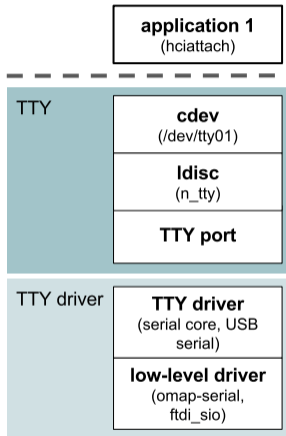 application 1
(hciattach)
TTY
cdev
(/dev/tty01)
ldisc
(n_tty)
TTY port
TTY driver
TTY driver
(serial core, USB
serial)
low-level driver
(omap-serial,
ftdi_sio)